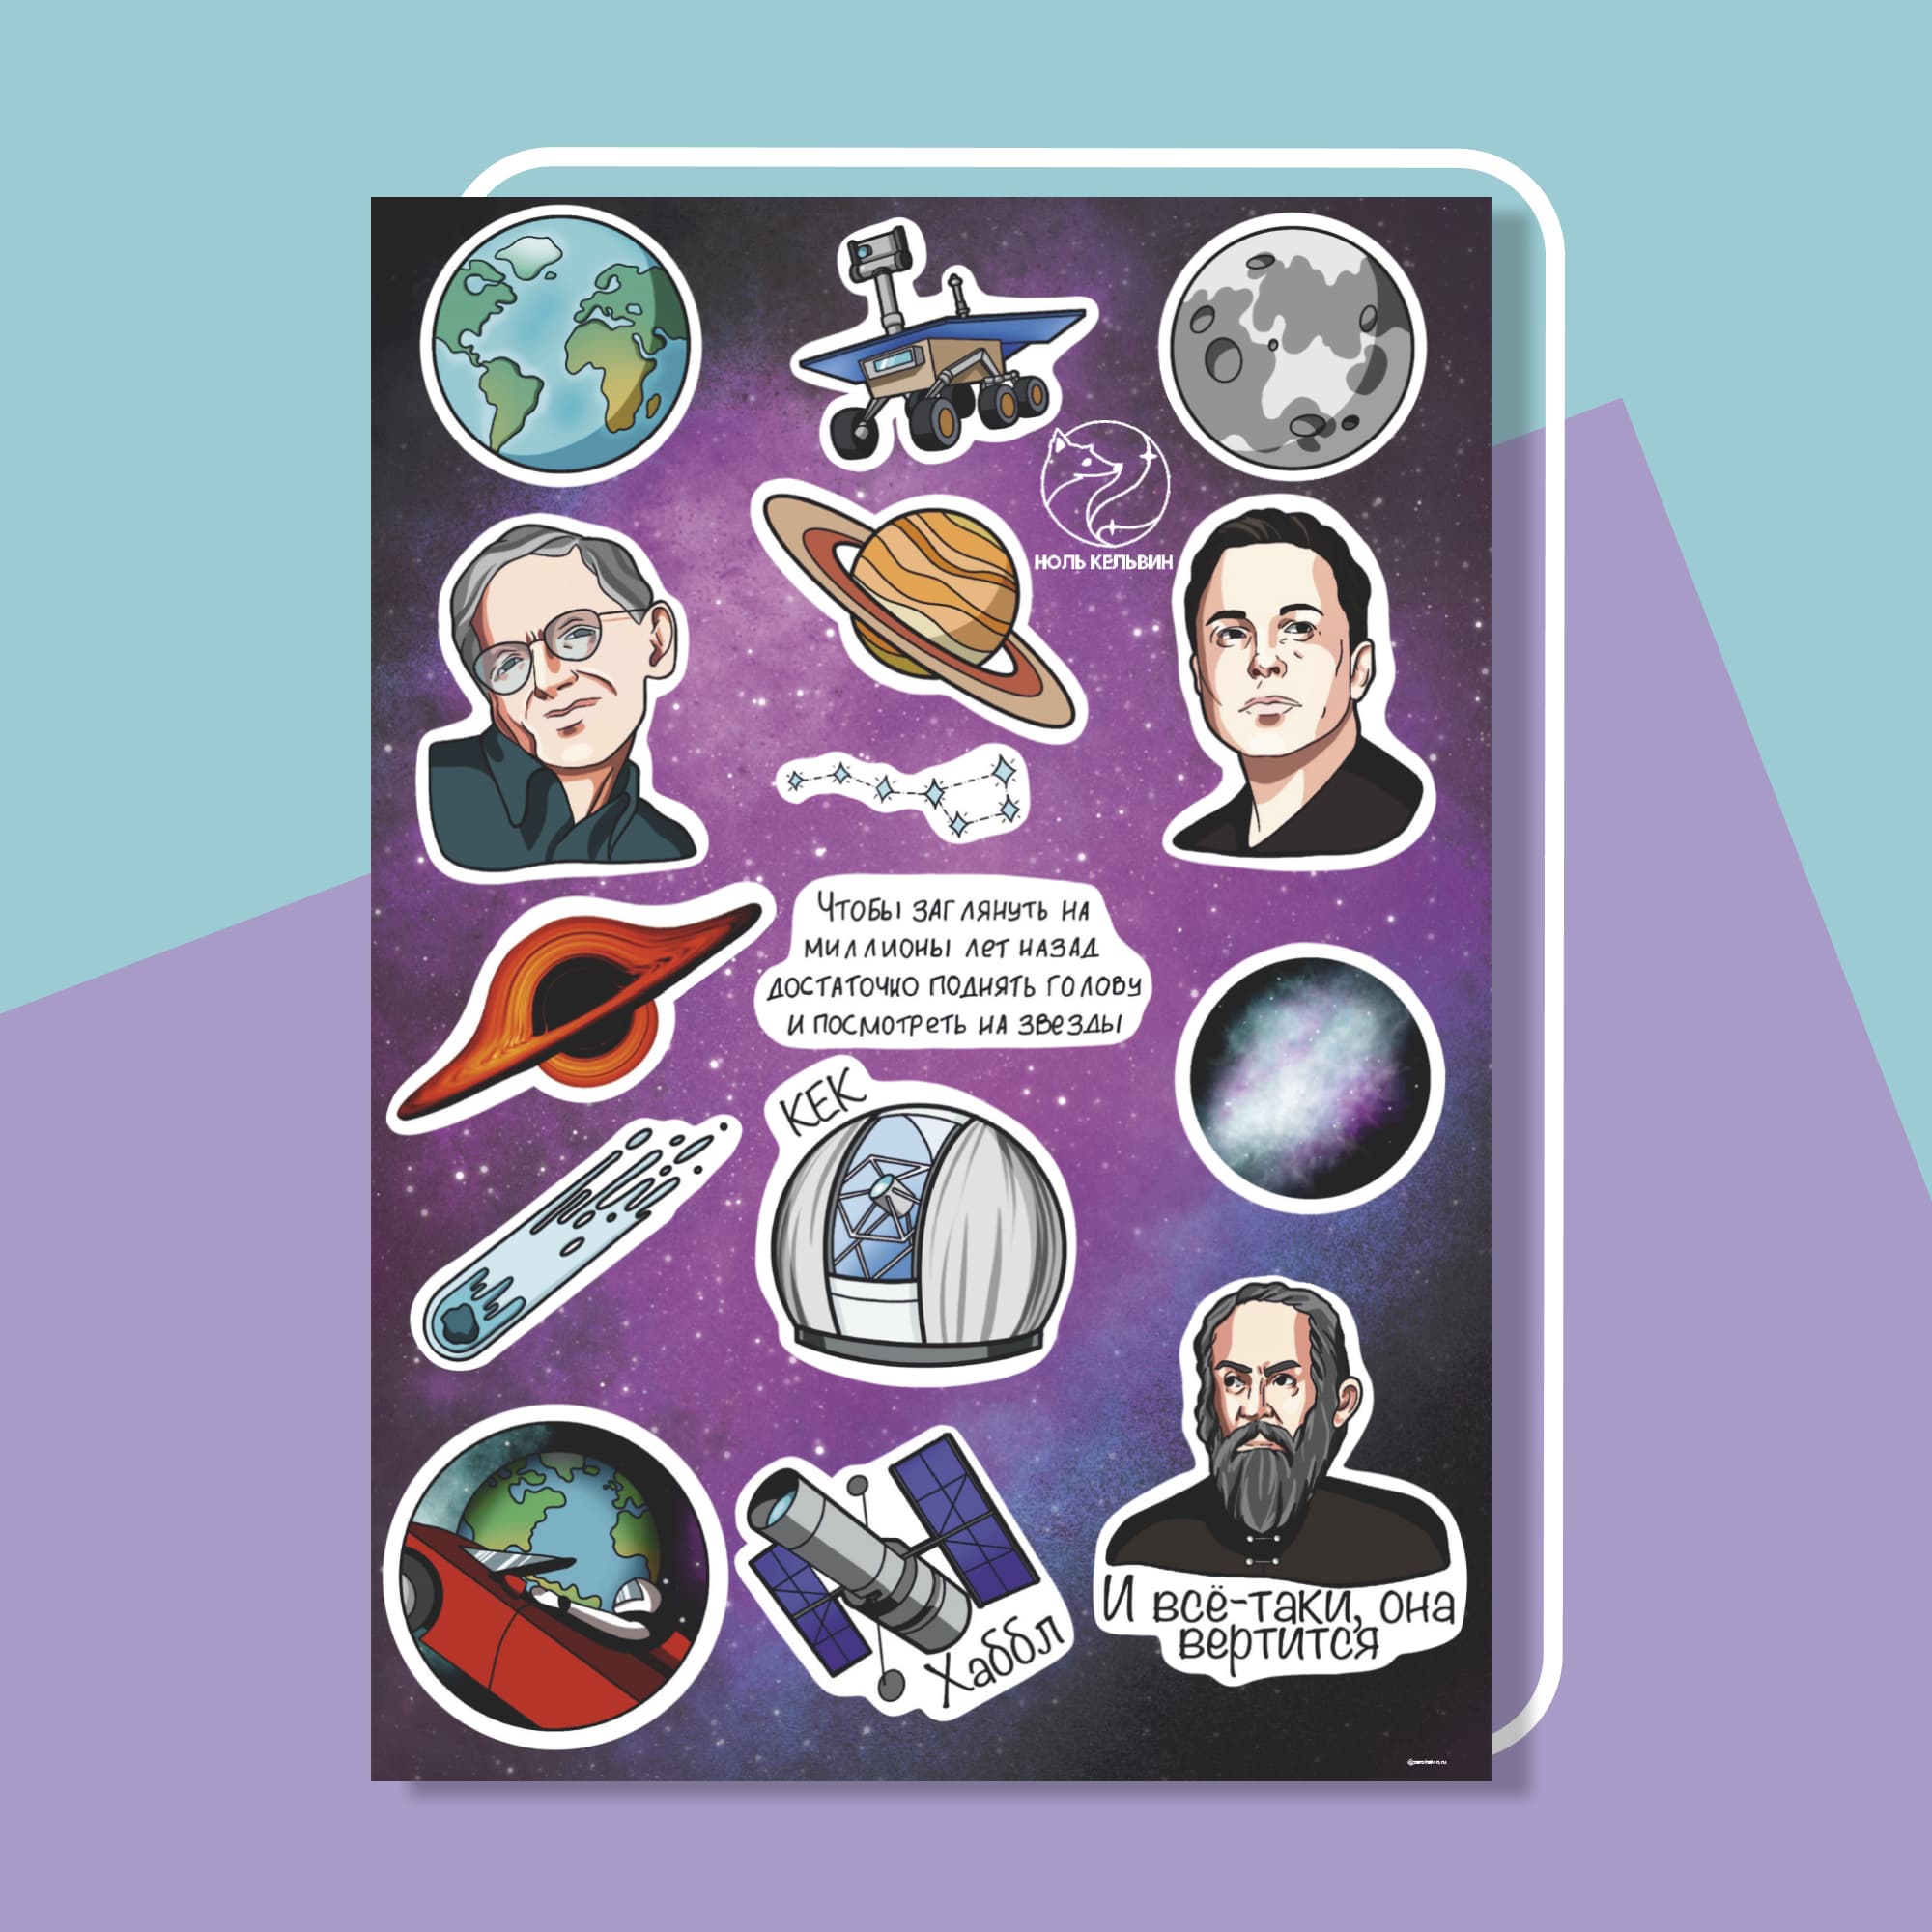 НОЛЬ КЕЛЬВИН
Чтобы заглянуть на
миллионы лет назад
достаточно поднять голову
и посмотреть на звезды
КЕК
Хаббл
И всё-таки, она
вертится